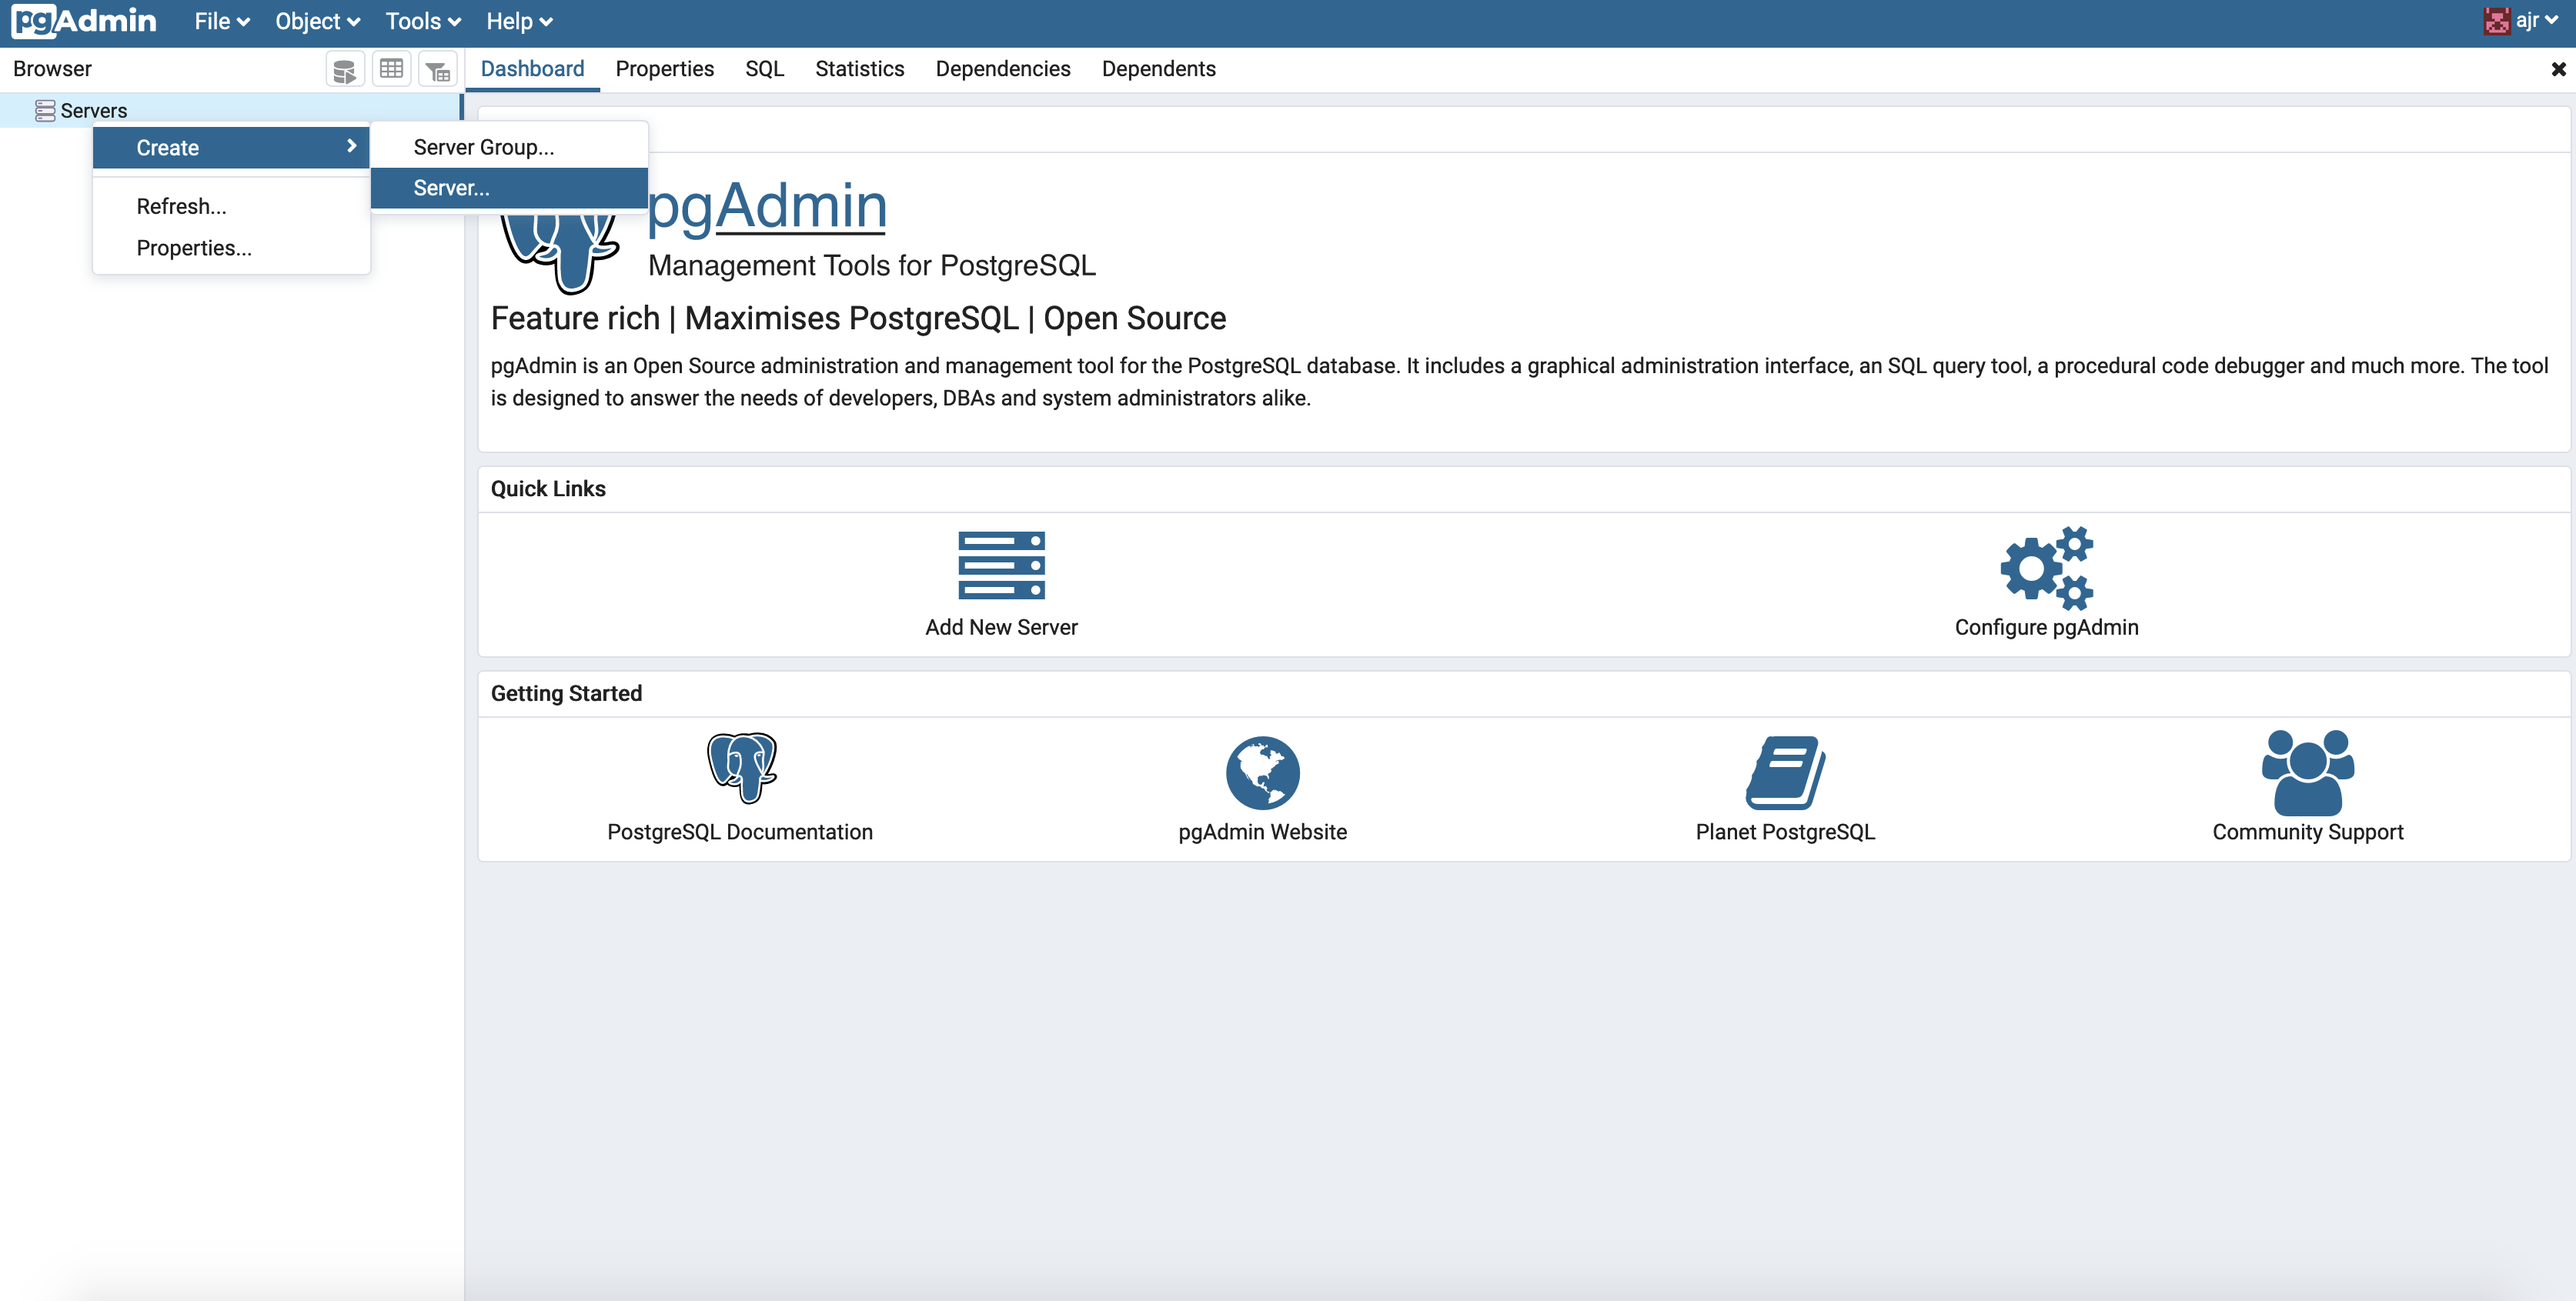 pgAdmin File Object Tools Help ajr
Browser Dashboard Properties SQL Statistics Dependencies Dependents
Servers
Create
Refresh...
Properties...
Server Group...
Server...
pgAdmin
Management Tools for PostgreSQL
Feature rich | Maximises PostgreSQL | Open Source
pgAdmin is an Open Source administration and management tool for the PostgreSQL database. It includes a graphical administration interface, an SQL query tool, a procedural code debugger and much more. The tool
is designed to answer the needs of developers, DBAs and system administrators alike.
Quick Links
Add New Server
Configure pgAdmin
Getting Started
PostgreSQL Documentation
pgAdmin Website
Planet PostgreSQL
Community Support